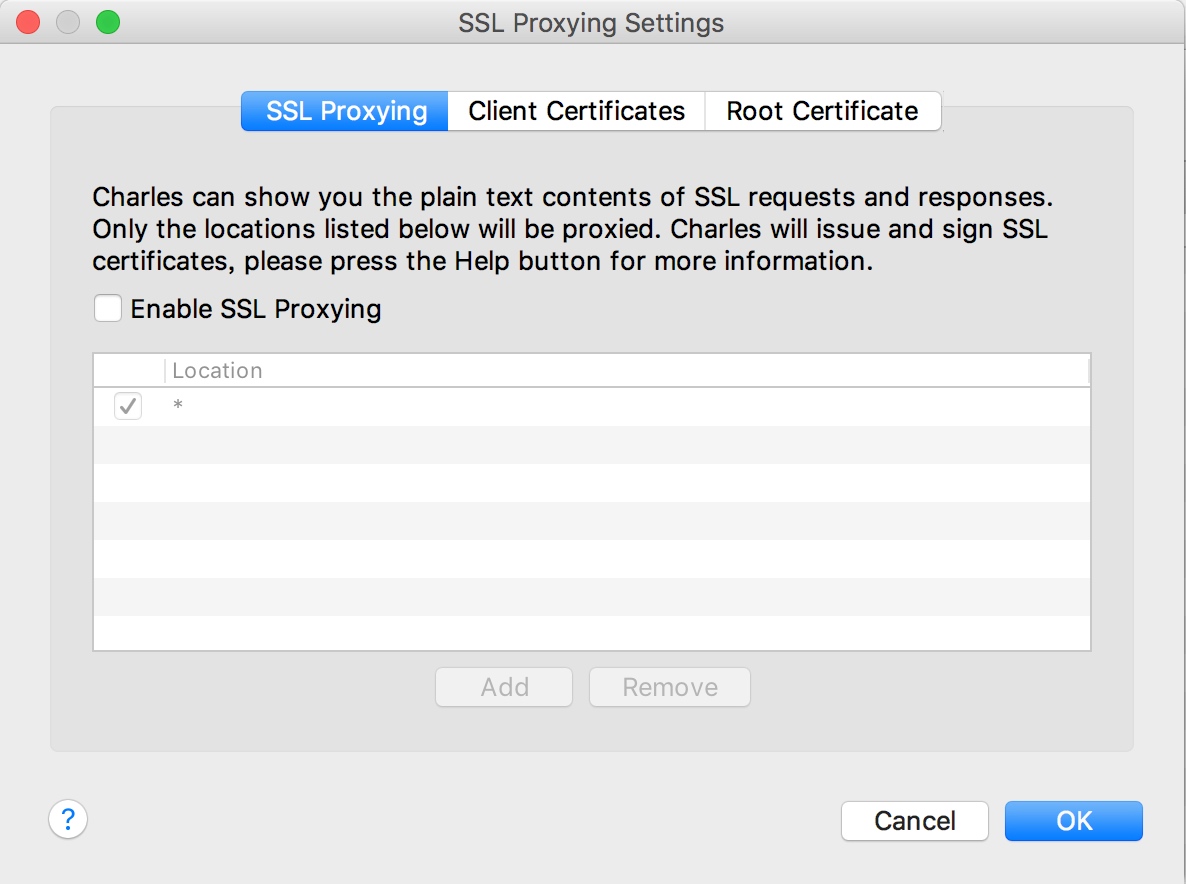 SSL Proxying Settings
SSL Proxying Client Certificates Root Certificate
Charles can show you the plain text contents of SSL requests and responses.
Only the locations listed below will be proxied. Charles will issue and sign SSL
certificates, please press the Help button for more information.
Enable SSL Proxying
Location
*
Add Remove
? Cancel OK